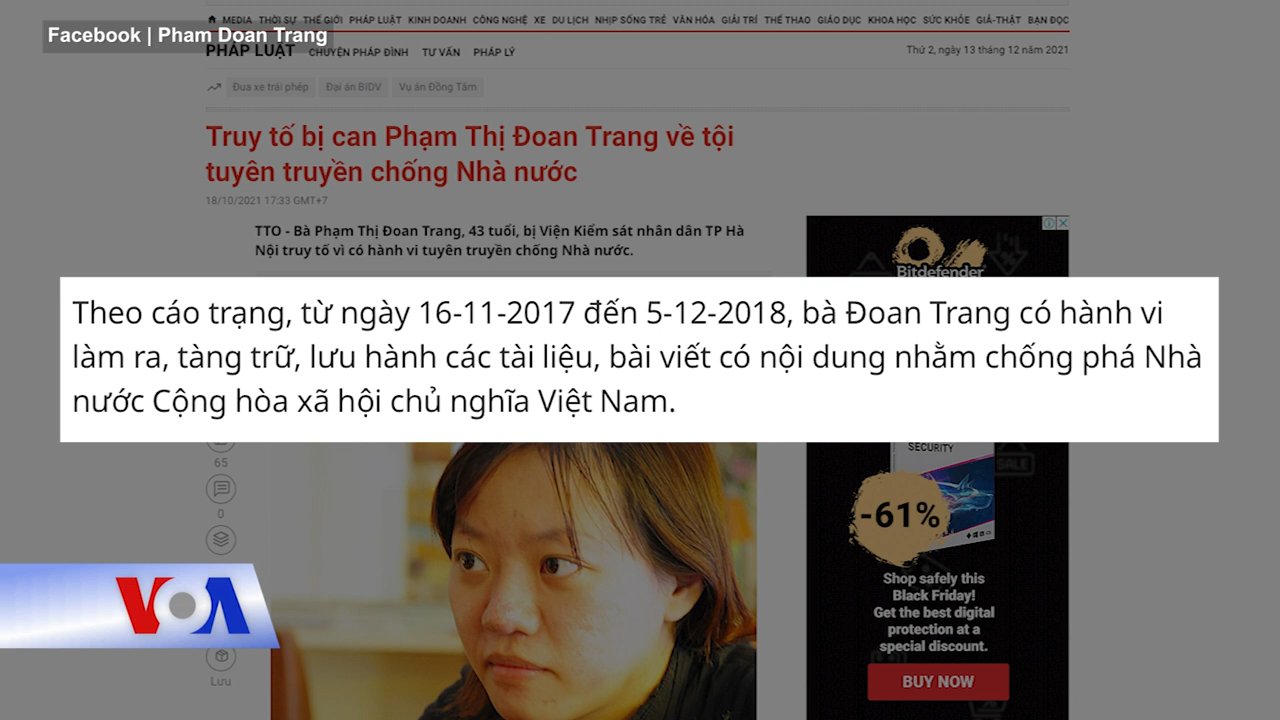 Facebook | Pham Doan Trang
MEDIA THỜI SỰ THẾ GIỚI PHÁP LUẬT KINH DOANH CÔNG NGHỆ XE DU LỊCH NHỊP SỐNG TRẺ VĂN HÓA GIẢI TRÍ THỂ THAO GIÁO DỤC KHOA HỌC SỨC KHỎE GIẢ-THẬT BẠN ĐỌC
PHÁP LUẬT CHUYỆN PHÁP ĐÌNH TƯ VẤN PHÁP LÝ Thứ 2, ngày 13 tháng 12 năm 2021
Đua xe trái phép Đại án BIDV Vụ án Đồng Tâm
Truy tố bị can Phạm Thị Đoan Trang về tội
tuyên truyền chống Nhà nước
18/10/2021 17:33 GMT+7
TTO - Bà Phạm Thị Đoan Trang, 43 tuổi, bị Viện Kiểm sát nhân dân TP Hà
Nội truy tố vì có hành vi tuyên truyền chống Nhà nước.
Bitdefender
Theo cáo trạng, từ ngày 16-11-2017 đến 5-12-2018, bà Đoan Trang có hành vi
làm ra, tàng trữ, lưu hành các tài liệu, bài viết có nội dung nhằm chống phá Nhà
nước Cộng hòa xã hội chủ nghĩa Việt Nam.
SECURITY
SALE
65
0
-61%
VOA
Shop safely this
Black Friday!
Get the best digital
protection at a
special discount.
Lưu
BUY NOW